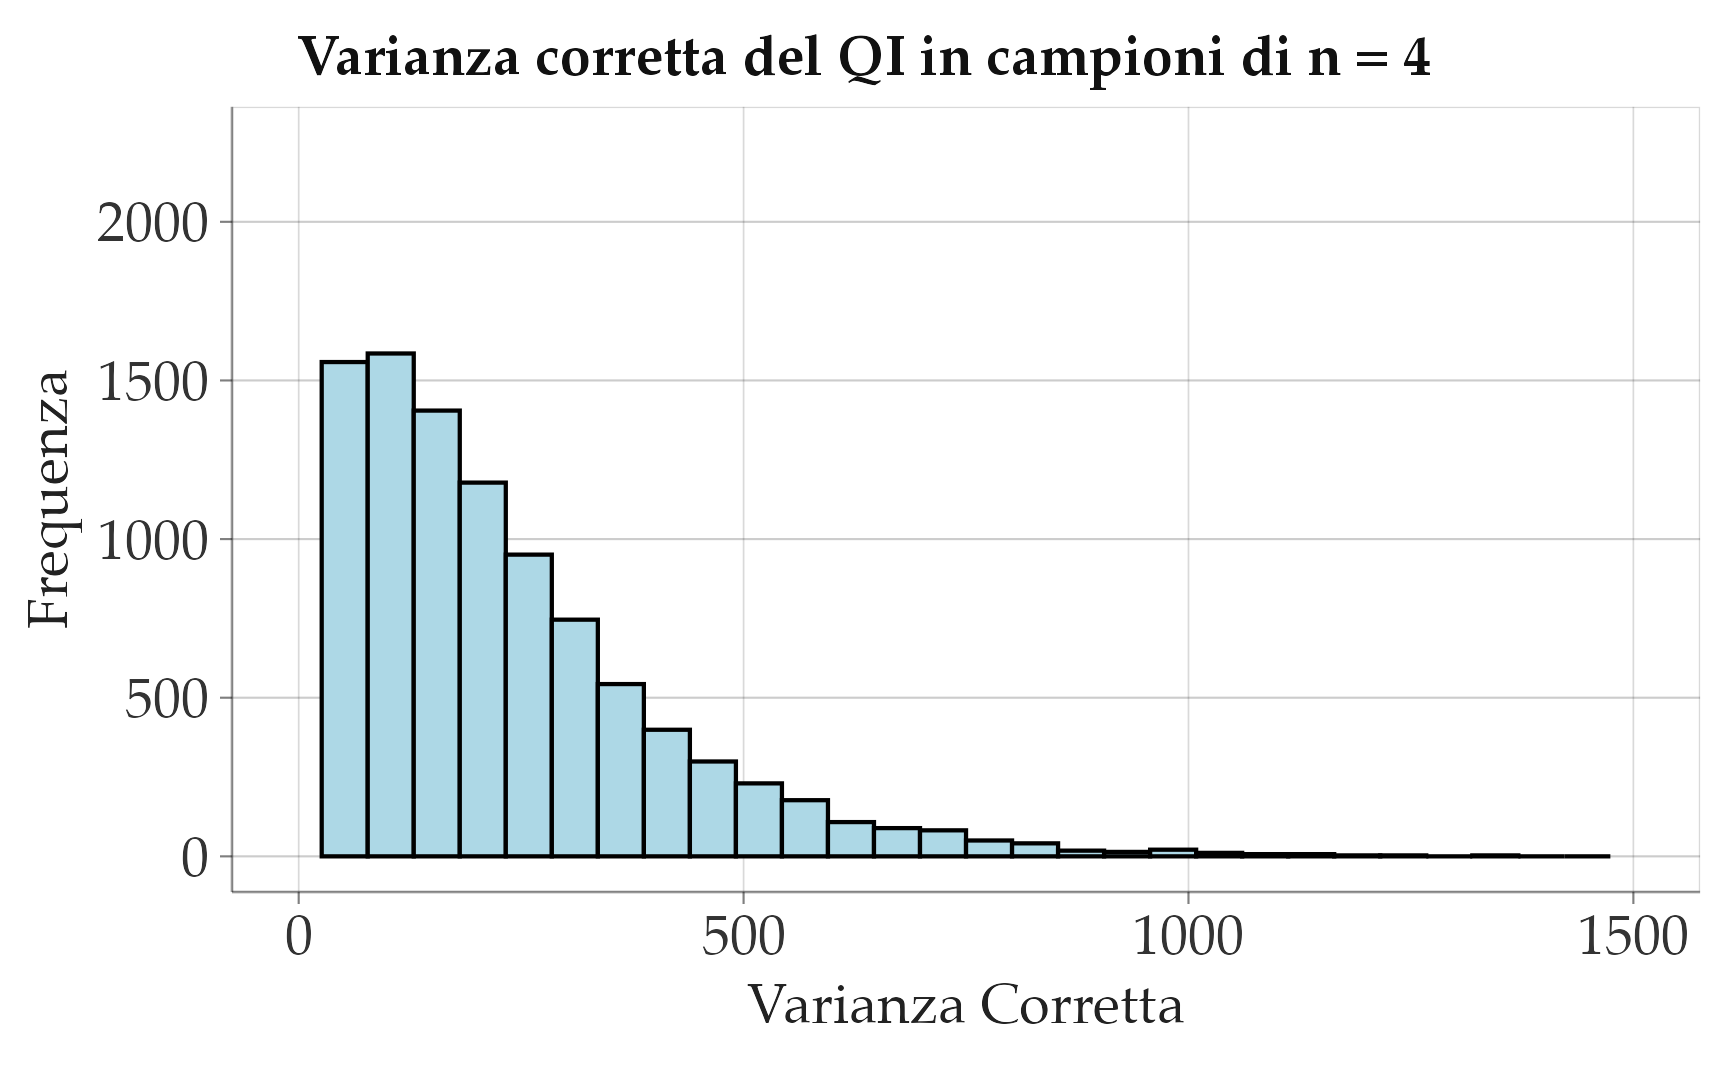 Varianza corretta del QI in campioni di n = 4
Frequenza
2000
1500
1000
500
0
0 500 1000 1500
Varianza Corretta